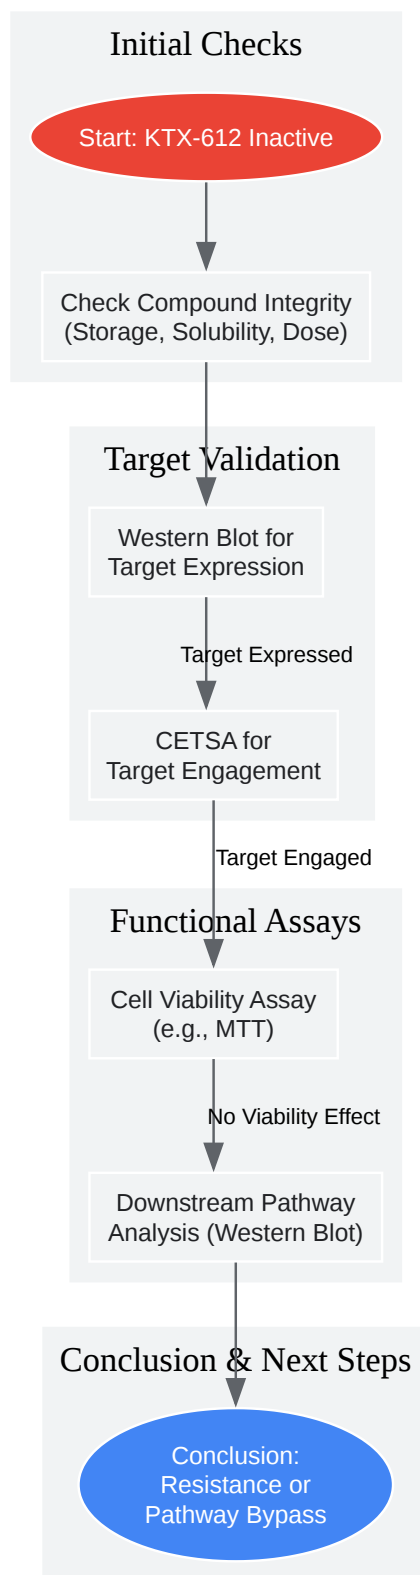 Initial Checks
Start: KTX-612 Inactive
Check Compound Integrity
(Storage, Solubility, Dose)
Target Validation
Western Blot for
Target Expression
Target Expressed
CETSA for
Target Engagement
Target Engaged
Functional Assays
Cell Viability Assay
(e.g., MTT)
No Viability Effect
Downstream Pathway
Analysis (Western Blot)
Conclusion & Next Steps
Conclusion:
Resistance or
Pathway Bypass